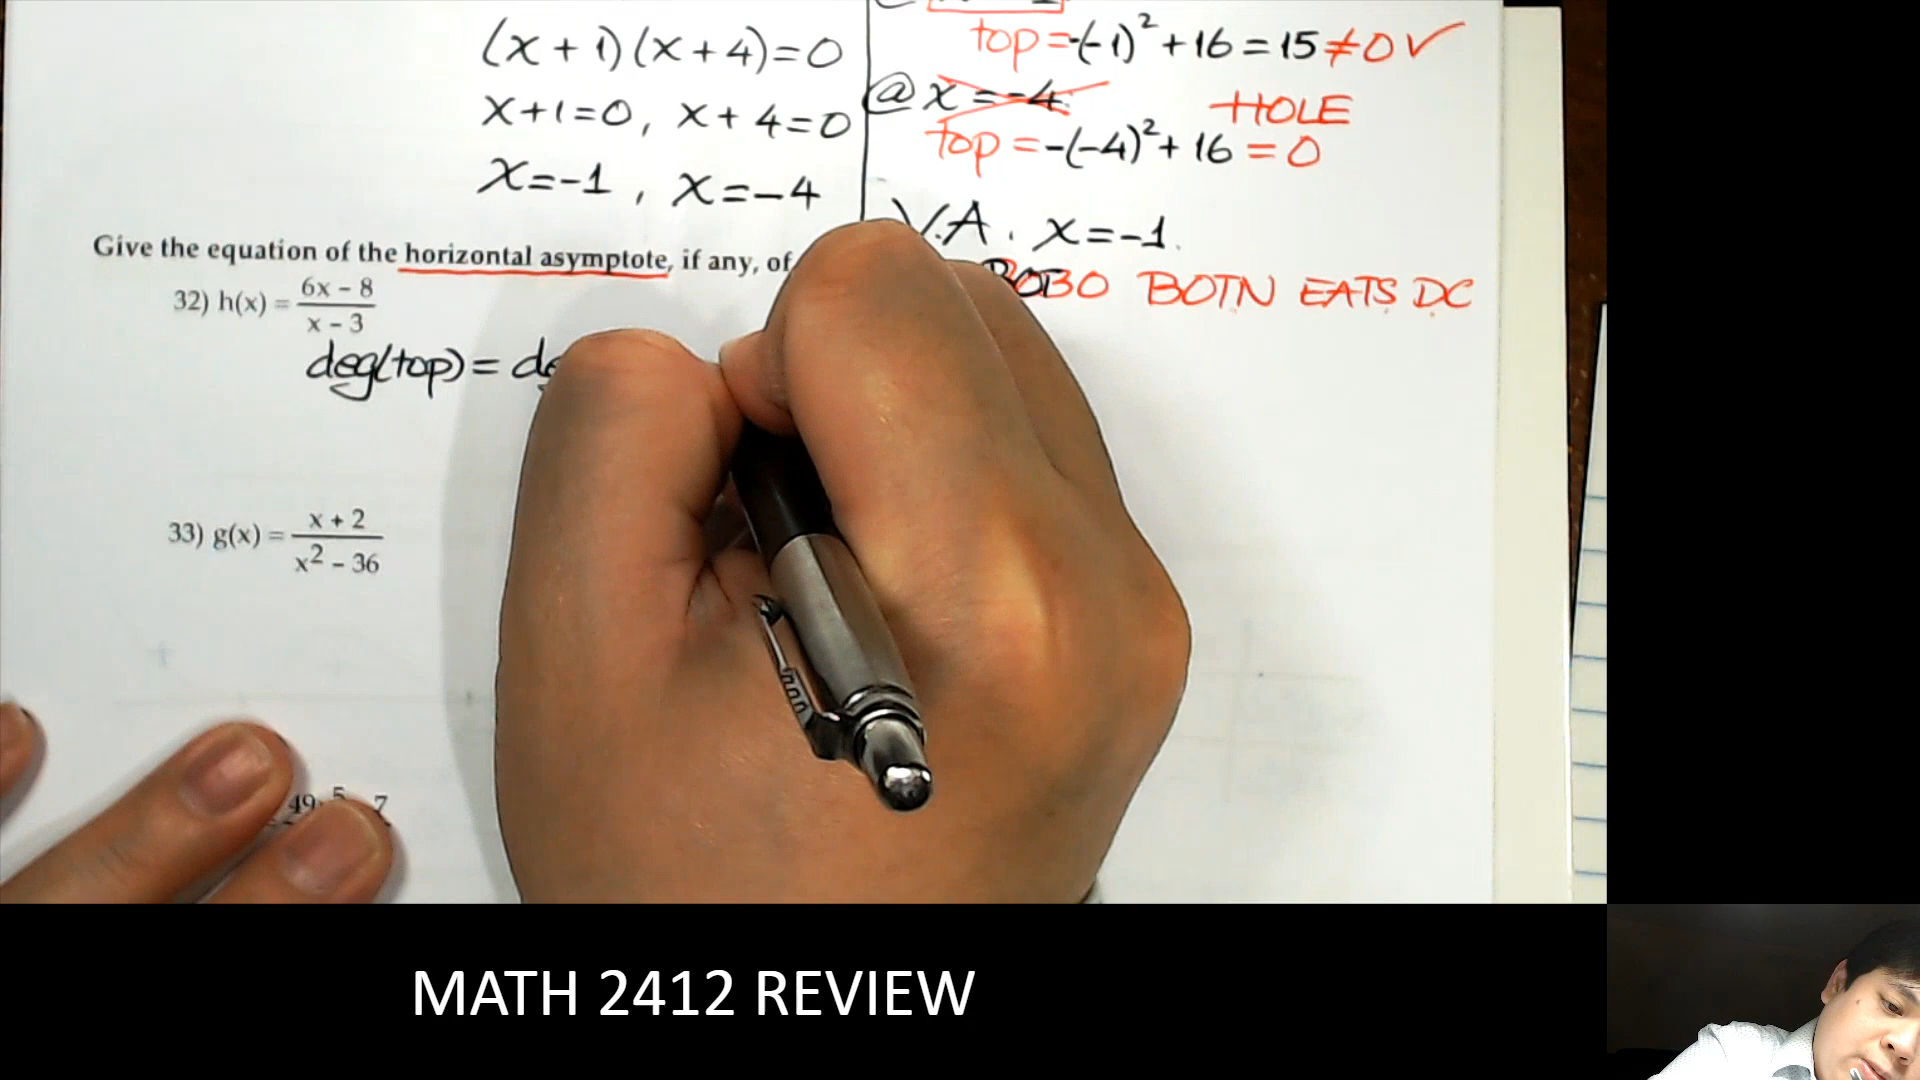 (x + 1)(x + 4) = 0
x + 1 = 0, x + 4 = 0
x = -1, x = -4
top = -(-1)² + 16 = 15 ≠ 0 ✓
@ x = -4
HOLE
top = -(-4)² + 16 = 0
V.A. x = -1.
Give the equation of the horizontal asymptote, if any, of
BOBO BOTN EATS DC
32) h(x) = 6x - 8
x - 3
deg(top) =
33) g(x) = x + 2
x² - 36
MATH 2412 REVIEW